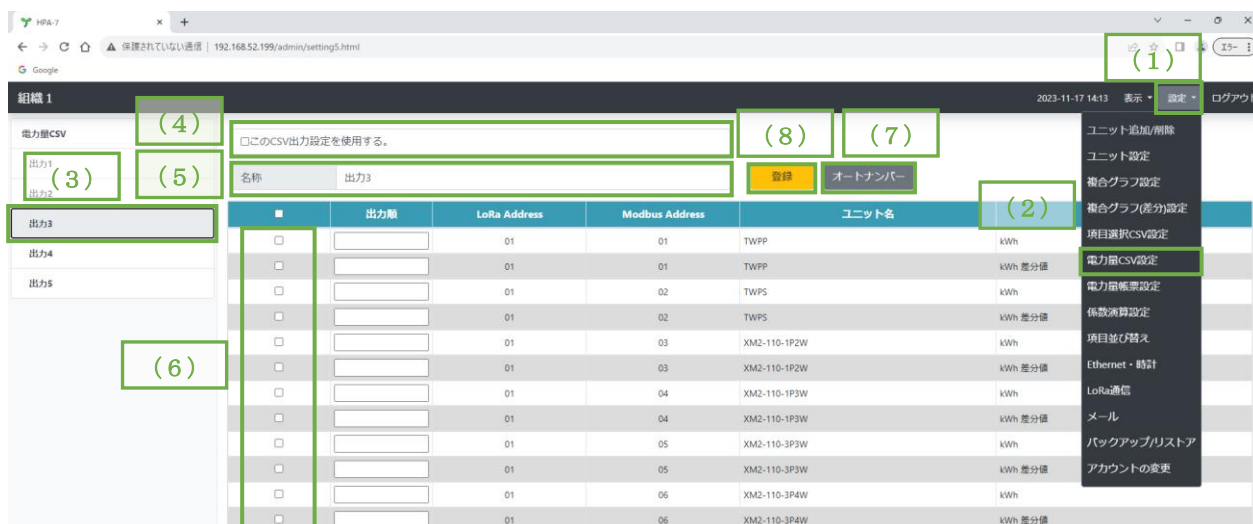 HPA-7
保護されていない通信 | 192.168.52.199/admin/setting5.html
エラー
Google
(1)
組織 1
2023-11-17 14:13 表示 設定 ログアウト
電力量CSV
出力1
出力2
出力3
出力4
出力5
(3)
(4)
□このCSV出力設定を使用する。
(5)
名称 出力3
(8)
登録
(7)
オートナンバー
(2)
ユニット追加/削除
ユニット設定
複合グラフ設定
複合グラフ(差分)設定
項目選択CSV設定
電力量CSV設定
電力量帳票設定
係数演算設定
項目並び替え
Ethernet・時計
LoRa通信
メール
バックアップ/リストア
アカウントの変更
(6)
出力順 LoRa Address Modbus Address ユニット名
01 01 TWPP kWh
01 01 TWPP kWh 差分値
01 02 TWPS kWh
01 02 TWPS kWh 差分値
01 03 XM2-110-1P2W kWh
01 03 XM2-110-1P2W kWh 差分値
01 04 XM2-110-1P3W kWh
01 04 XM2-110-1P3W kWh 差分値
01 05 XM2-110-3P3W kWh
01 05 XM2-110-3P3W kWh 差分値
01 06 XM2-110-3P4W kWh
01 06 XM2-110-3P4W kWh 差分値